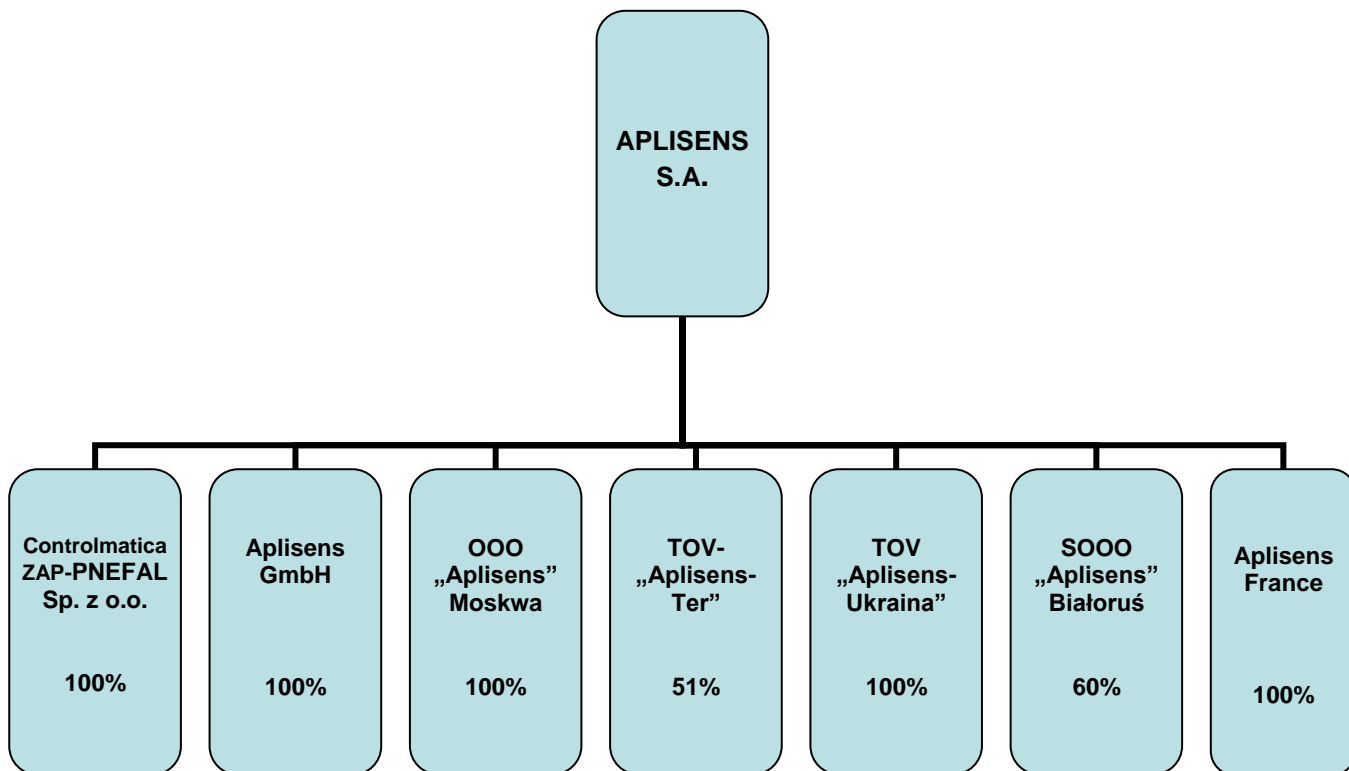 APLISENS
S.A.
Controlmatica
ZAP-PNEFAL
Sp. z o.o.
100%
Aplisens
GmbH
100%
OOO
„Aplisens”
Moskwa
100%
TOV-
„Aplisens-
Ter”
51%
TOV
„Aplisens-
Ukraina”
100%
SOOO
„Aplisens”
Białoruś
60%
Aplisens
France
100%